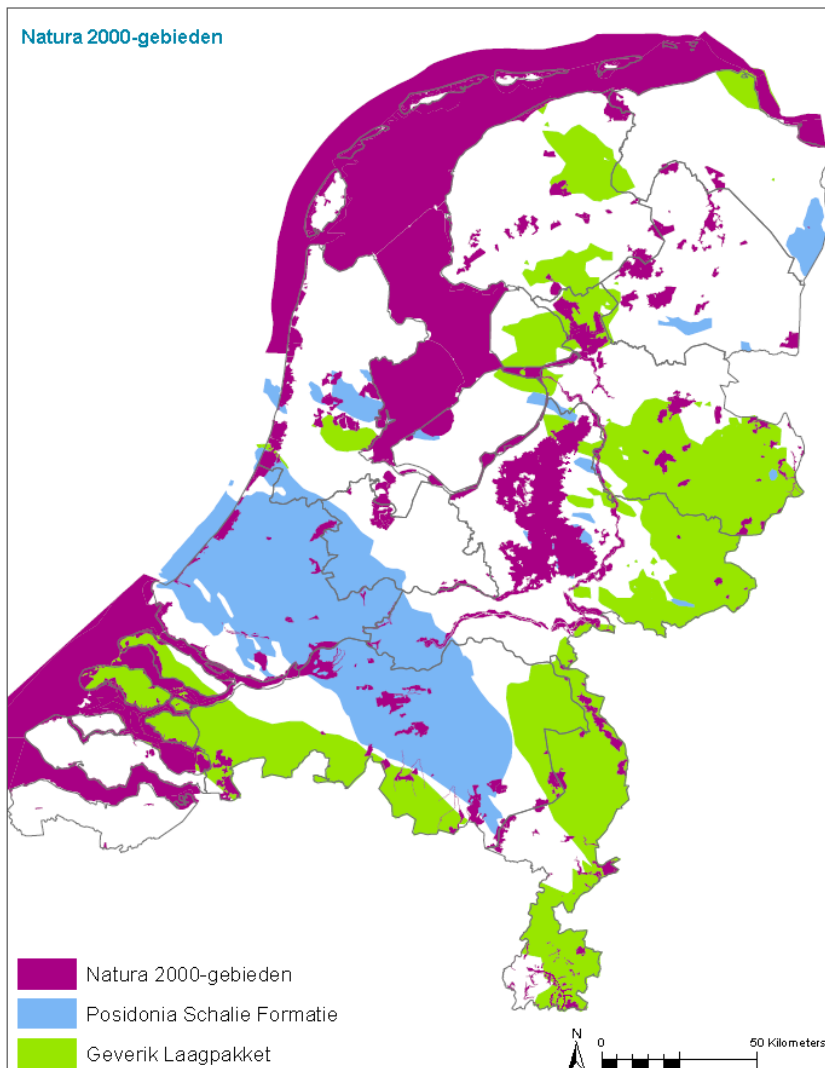 Natura 2000-gebieden
Natura 2000-gebieden
Posidonia Schalie Formatie
Geverik Laagpakket
N
0 50 Kilometers